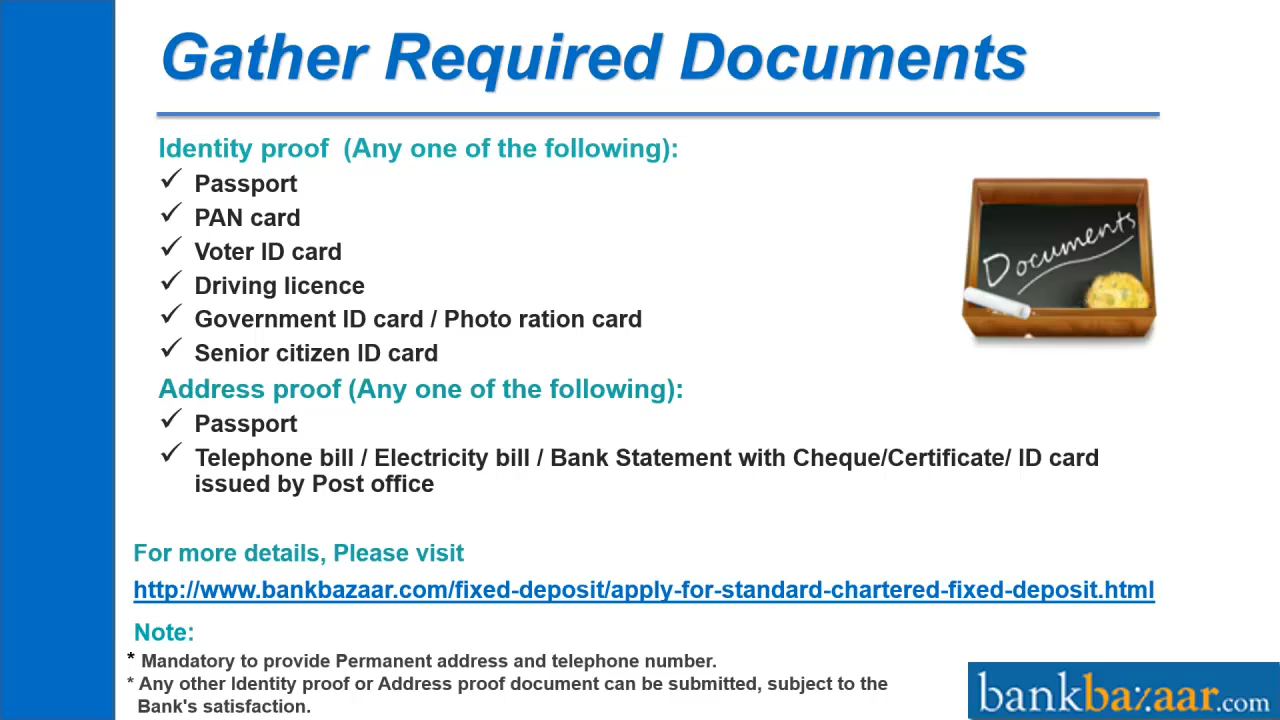 Gather Required Documents
Identity proof (Any one of the following):
✓ Passport
✓ PAN card
✓ Voter ID card
✓ Driving licence
✓ Government ID card / Photo ration card
✓ Senior citizen ID card
Documents
Address proof (Any one of the following):
✓ Passport
✓ Telephone bill / Electricity bill / Bank Statement with Cheque/Certificate/ ID card
issued by Post office
For more details, Please visit
http://www.bankbazaar.com/fixed-deposit/apply-for-standard-chartered-fixed-deposit.html
Note:
* Mandatory to provide Permanent address and telephone number.
* Any other Identity proof or Address proof document can be submitted, subject to the
Bank's satisfaction.
bankbazaar.com